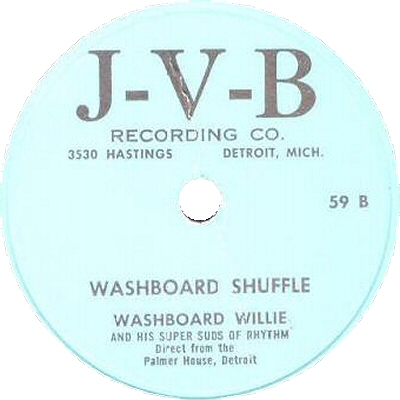 J-V-B
RECORDING CO.
3530 HASTINGS DETROIT, MICH.
59 B
WASHBOARD SHUFFLE
WASHBOARD WILLIE
AND HIS SUPER SUDS OF RHYTHM
Direct from the
Palmer House, Detroit